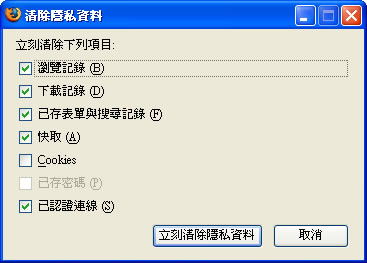 清除隱私資料
立刻清除下列項目:
瀏覽記錄 (B)
下載記錄 (D)
已存表單與搜尋記錄 (F)
快取 (A)
Cookies
已存密碼 (P)
已認證連線 (S)
立刻清除隱私資料
取消